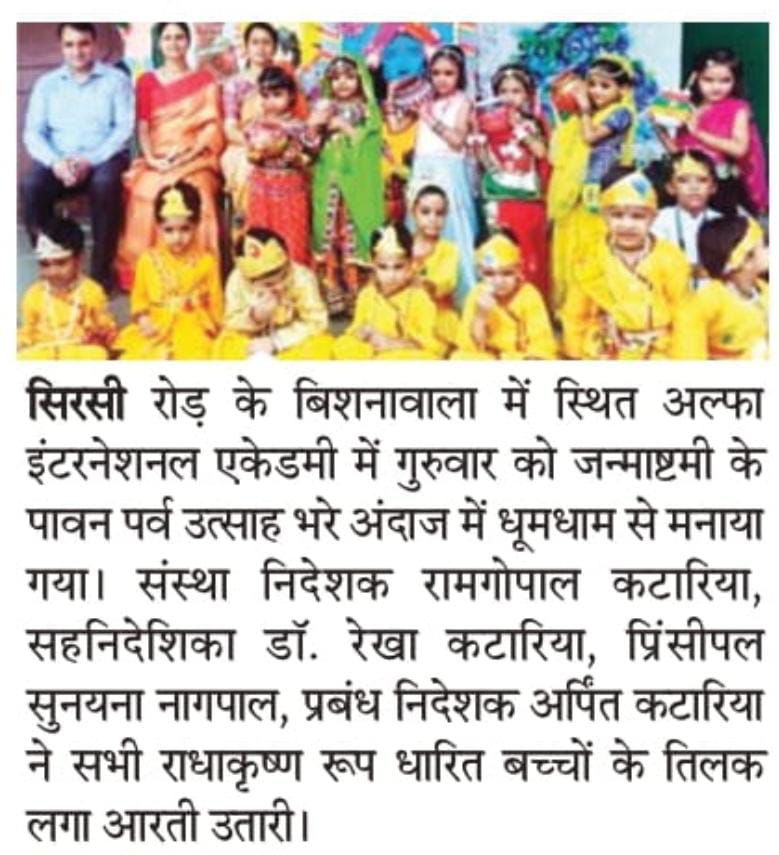 सिरसी रोड़ के बिशनावाला में स्थित अल्फा
इंटरनेशनल एकेडमी में गुरुवार को जन्माष्टमी के
पावन पर्व उत्साह भरे अंदाज में धूमधाम से मनाया
गया। संस्था निदेशक रामगोपाल कटारिया,
सहनिदेशिका डॉ. रेखा कटारिया, प्रिंसीपल
सुनयना नागपाल, प्रबंध निदेशक अर्पित कटारिया
ने सभी राधाकृष्ण रूप धारित बच्चों के तिलक
लगा आरती उतारी।